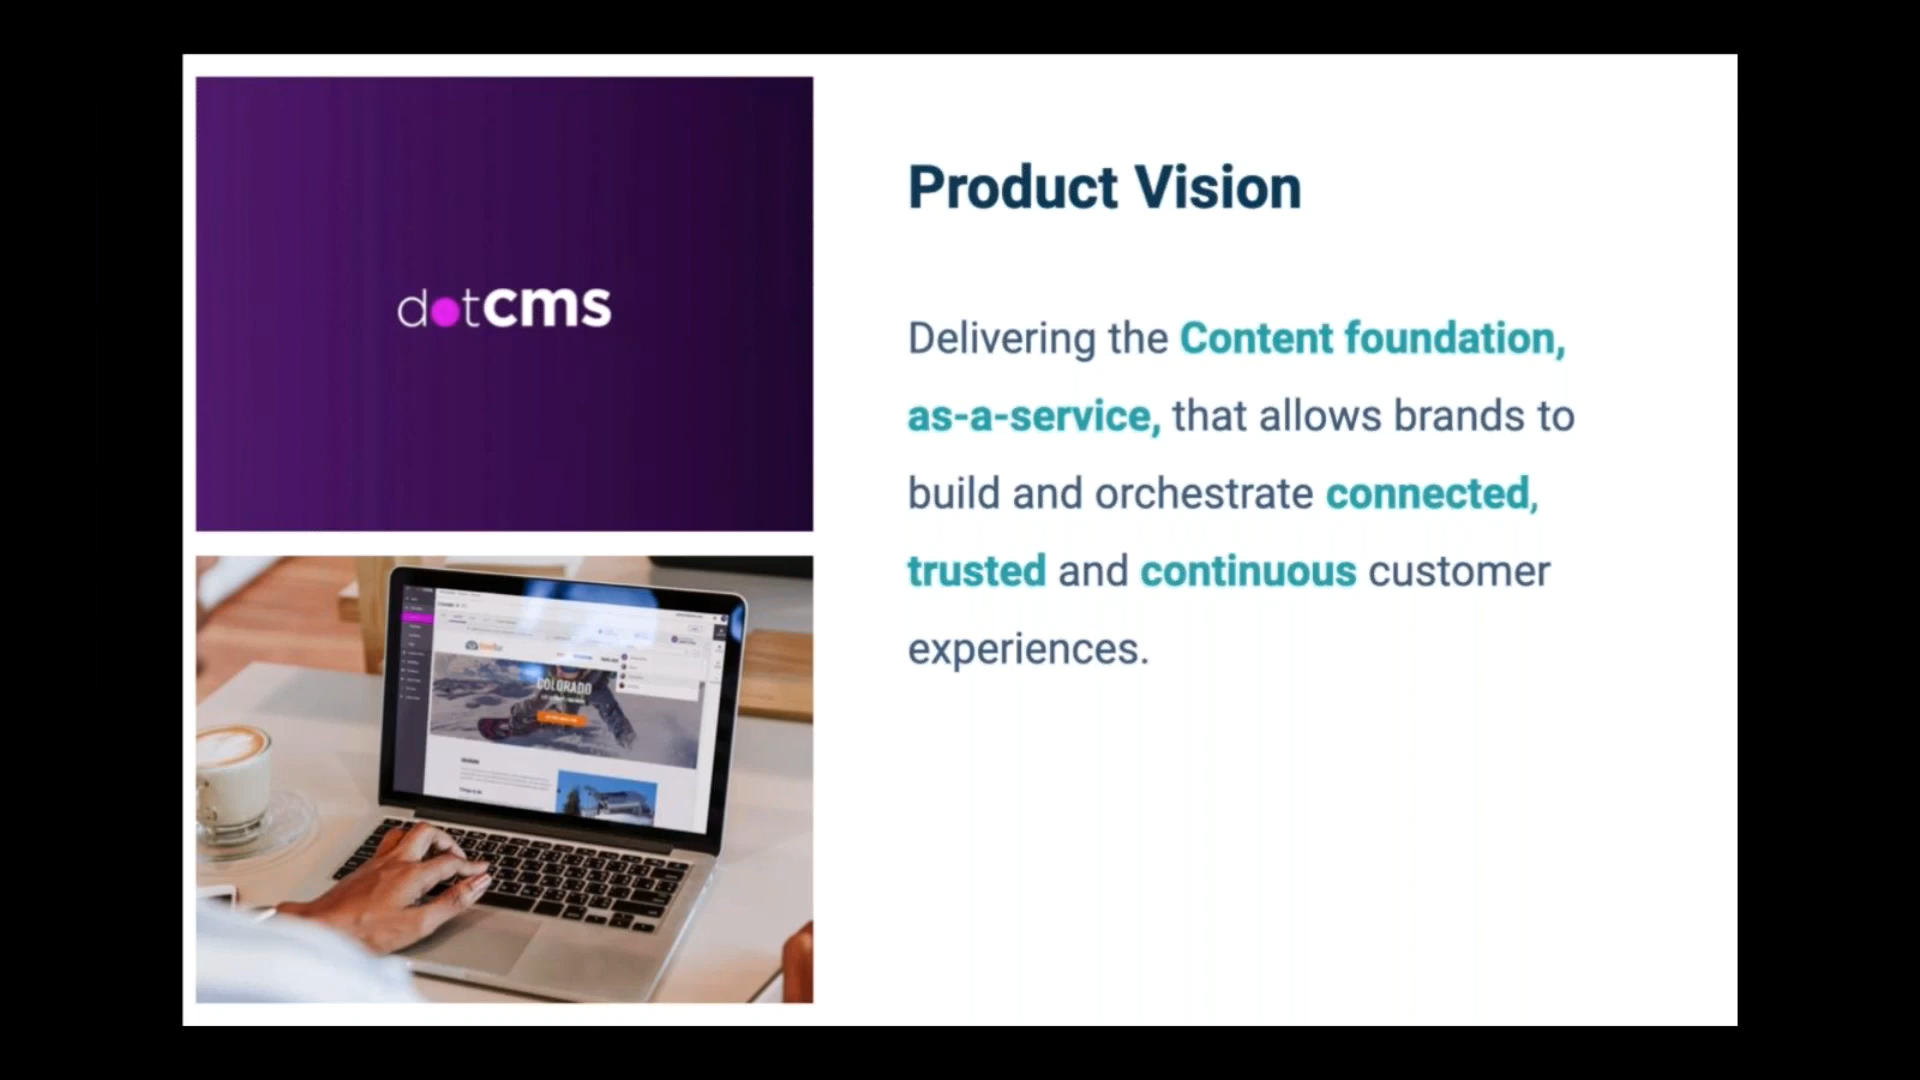 dotcms
Product Vision
Delivering the Content foundation,
as-a-service, that allows brands to
build and orchestrate connected,
trusted and continuous customer
experiences.
COLORADO